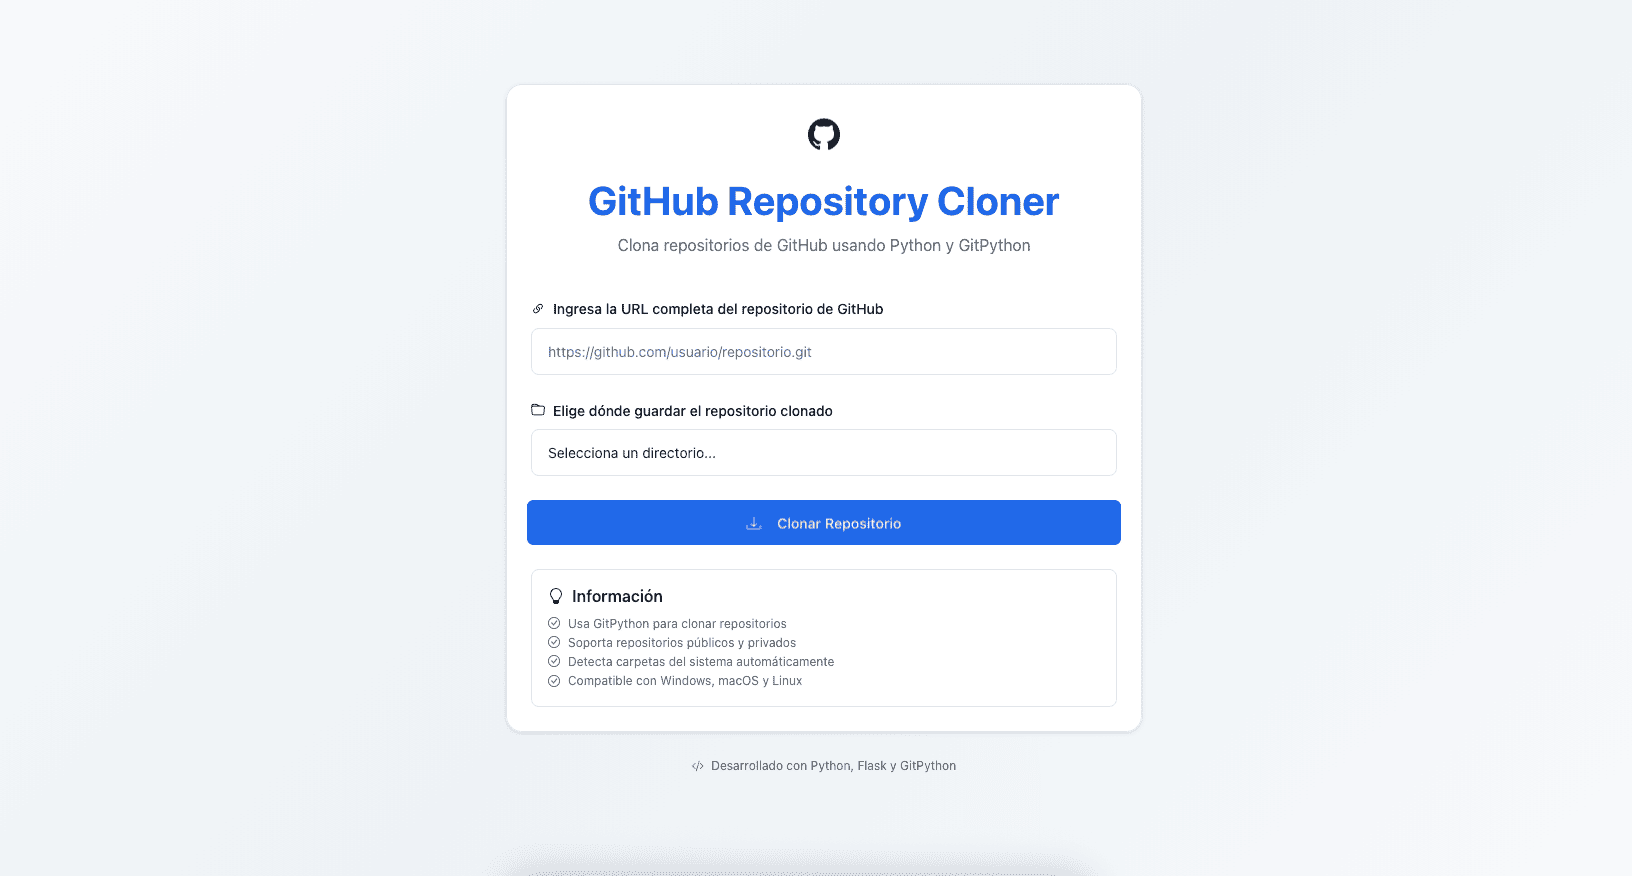 GitHub Repository Cloner
Clona repositorios de GitHub usando Python y GitPython
Ingresa la URL completa del repositorio de GitHub
https://github.com/usuario/repositorio.git
Elige dónde guardar el repositorio clonado
Selecciona un directorio...
Clonar Repositorio
Información
Usa GitPython para clonar repositorios
Soporta repositorios públicos y privados
Detecta carpetas del sistema automáticamente
Compatible con Windows, macOS y Linux
</> Desarrollado con Python, Flask y GitPython